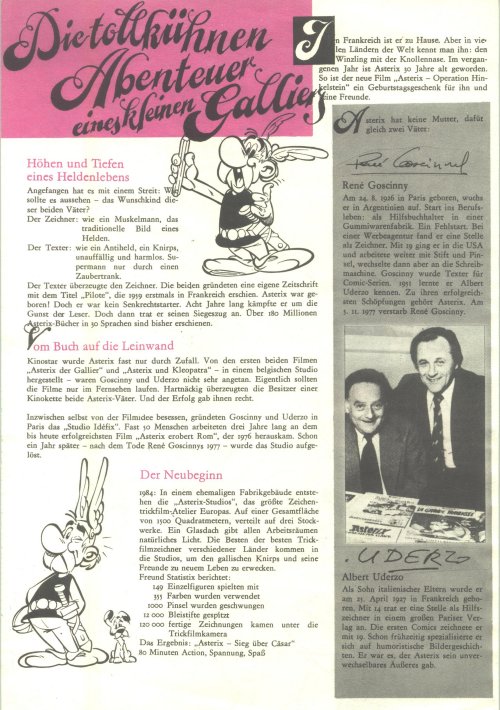 Die tollkühnen
Abenteuer
eines kleinen
Galliers
In Frankreich ist er zu Hause. Aber in vie-
len Ländern der Welt kennt man ihn: den
Winzling mit der Knollennase. Im vergan-
genen Jahr ist Asterix 30 Jahre alt geworden.
So ist der neue Film „Asterix – Operation Hin-
kelstein" ein Geburtstagsgeschenk für ihn und
seine Freunde.
Höhen und Tiefen
eines Heldenlebens
Angefangen hat es mit einem Streit: Wie
sollte es aussehen – das Wunschkind die-
ser beiden Väter?
Der Zeichner: wie ein Muskelmann, das
traditionelle Bild eines
Helden.
Der Texter: wie ein Antiheld, ein Knirps,
unauffällig und harmlos. Su-
permann nur durch einen
Zaubertrank.
Der Texter überzeugte den Zeichner. Die beiden gründeten eine eigene Zeitschrift
mit dem Titel „Pilote", die 1959 erstmals in Frankreich erschien. Asterix war ge-
boren! Doch er war kein Senkrechtstarter. Acht Jahre lang kämpfte er um die
Gunst der Leser. Doch dann trat er seinen Siegeszug an. Über 180 Millionen
Asterix-Bücher in 30 Sprachen sind bisher erschienen.
Vom Buch auf die Leinwand
Kinostar wurde Asterix fast nur durch Zufall. Von den ersten beiden Filmen
„Asterix der Gallier" und „Asterix und Kleopatra" – in einem belgischen Studio
hergestellt – waren Goscinny und Uderzo nicht sehr angetan. Eigentlich sollten
die Filme nur im Fernsehen laufen. Hartnäckig überzeugten die Besitzer einer
Kinokette beide Asterix-Väter. Und der Erfolg gab ihnen recht.
Inzwischen selbst von der Filmidee besessen, gründeten Goscinny und Uderzo in
Paris das „Studio Idéfix". Fast 50 Menschen arbeiteten drei Jahre lang an dem
bis heute erfolgreichsten Film „Asterix erobert Rom", der 1976 herauskam. Schon
ein Jahr später – nach dem Tode René Goscinnys 1977 – wurde das Studio aufge-
löst.
Der Neubeginn
1984: In einem ehemaligen Fabrikgebäude entste-
hen die „Asterix-Studios", das größte Zeichen-
trickfilm-Atelier Europas. Auf einer Gesamtfläche
von 1500 Quadratmetern, verteilt auf drei Stock-
werke. Ein Glasdach gibt allen Arbeitsräumen
natürliches Licht. Die Besten der besten Trick-
filmzeichner verschiedener Länder kommen in
die Studios, um den gallischen Knirps und seine
Freunde zu neuem Leben zu erwecken.
Freund Statistix berichtet:
149 Einzelfiguren spielten mit
355 Farben wurden verwendet
1000 Pinsel wurden geschwungen
12 000 Bleistifte gespitzt
120 000 fertige Zeichnungen kamen unter die
Trickfilmkamera
Das Ergebnis: „Asterix – Sieg über Cäsar"
80 Minuten Action, Spannung, Spaß
Asterix hat keine Mutter, dafür
gleich zwei Väter:
René Goscinny
René Goscinny
Am 24. 8. 1926 in Paris geboren, wuchs
er in Argentinien auf. Start ins Berufs-
leben: als Hilfsbuchhalter in einer
Gummiwarenfabrik. Ein Fehlstart. Bei
einer Werbeagentur fand er eine Stelle
als Zeichner. Mit 19 ging er in die USA
und arbeitete weiter mit Stift und Pin-
sel, wechselte dann aber an die Schreib-
maschine. Goscinny wurde Texter für
Comic-Serien. 1951 lernte er Albert
Uderzo kennen. Zu ihren erfolgreich-
sten Schöpfungen gehört Asterix. Am
5. 11. 1977 verstarb René Goscinny.
Asterix
UDERZO
Albert Uderzo
Als Sohn italienischer Eltern wurde er
am 25. April 1927 in Frankreich gebo-
ren. Mit 14 trat er eine Stelle als Hilfs-
zeichner in einem großen Pariser Ver-
lag an. Die ersten Comics zeichnete er
mit 19. Schon frühzeitig spezialisierte er
sich auf humoristische Bildergeschich-
ten. Er war es, der Asterix sein unver-
wechselbares Äußeres gab.